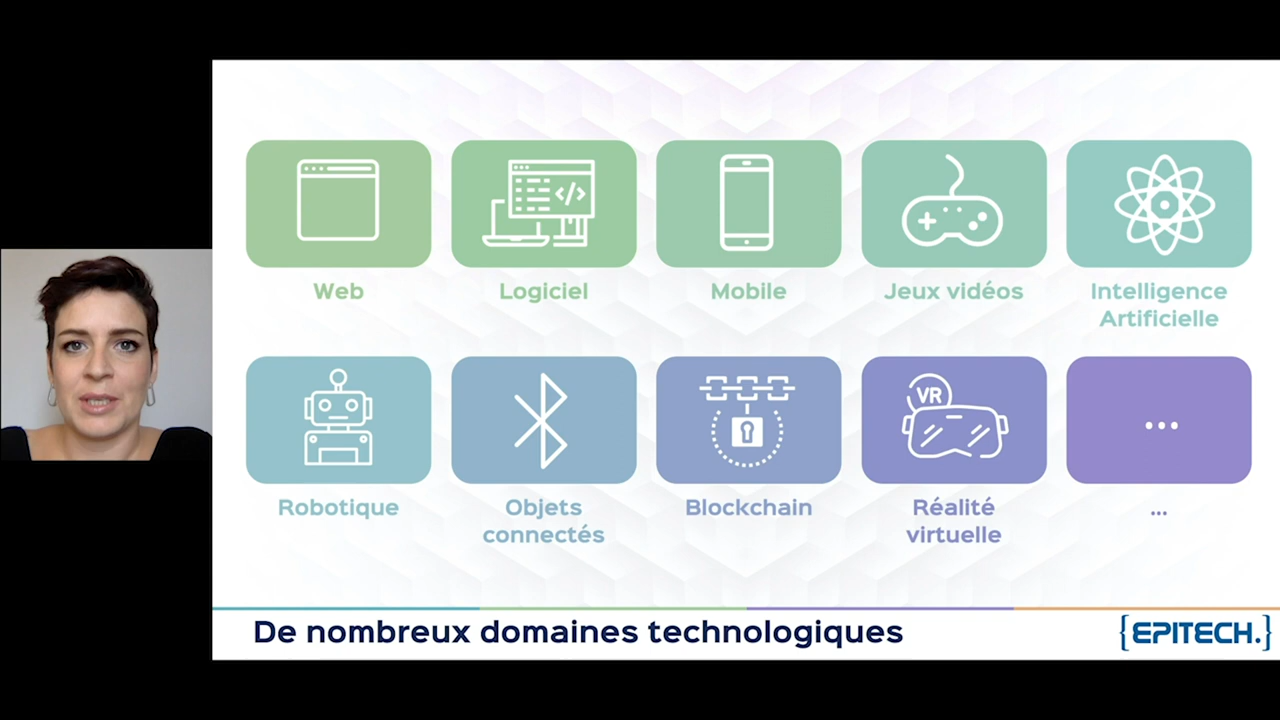 Web
Logiciel
Mobile
Jeux vidéos
Intelligence
Artificielle
VR
Robotique
Objets
connectés
Blockchain
Réalité
virtuelle
...
De nombreux domaines technologiques
{EPITECH.}